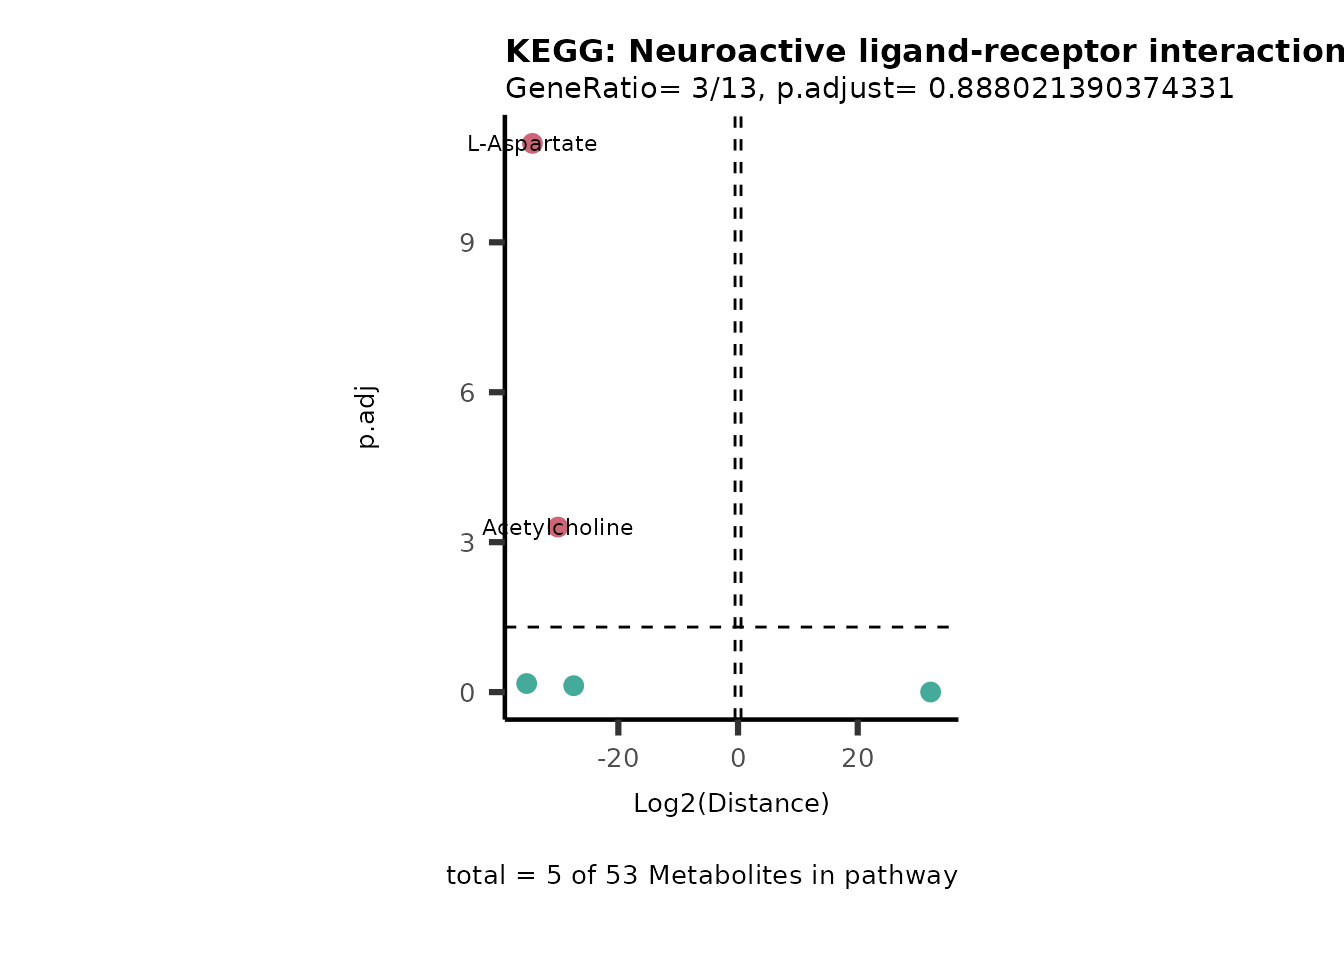 KEGG: Neuroactive ligand-receptor interaction
GeneRatio= 3/13, p.adjust= 0.888021390374331
L-Aspartate
9
6
p.adj
Acetylcholine
3
0
-20 0 20
Log2(Distance)
total = 5 of 53 Metabolites in pathway